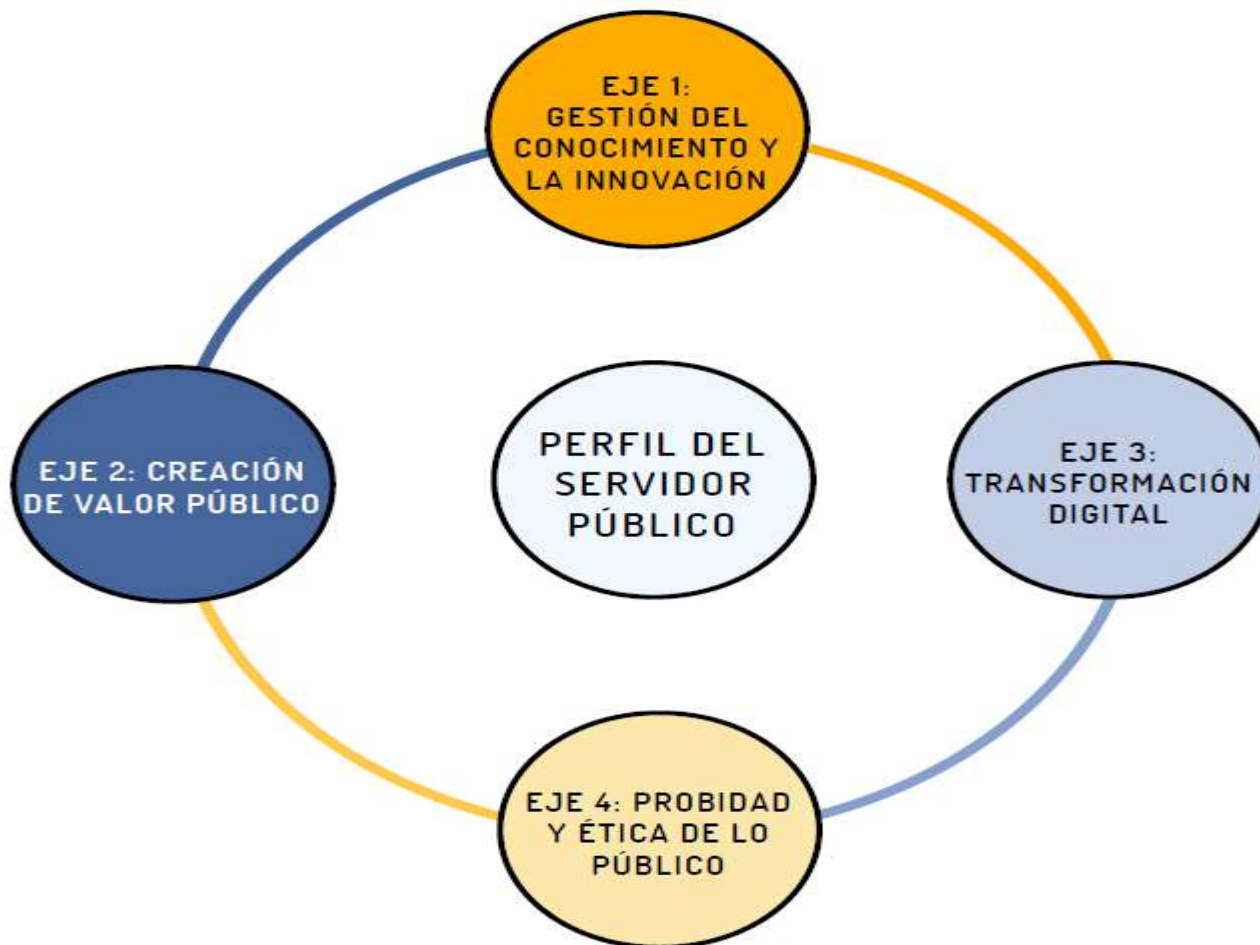 EJE 1:
GESTIÓN DEL
CONOCIMIENTO Y
LA INNOVACIÓN
EJE 2: CREACIÓN
DE VALOR PÚBLICO
PERFIL DEL
SERVIDOR
PÚBLICO
EJE 3:
TRANSFORMACIÓN
DIGITAL
EJE 4: PROBIDAD
Y ÉTICA DE LO
PÚBLICO